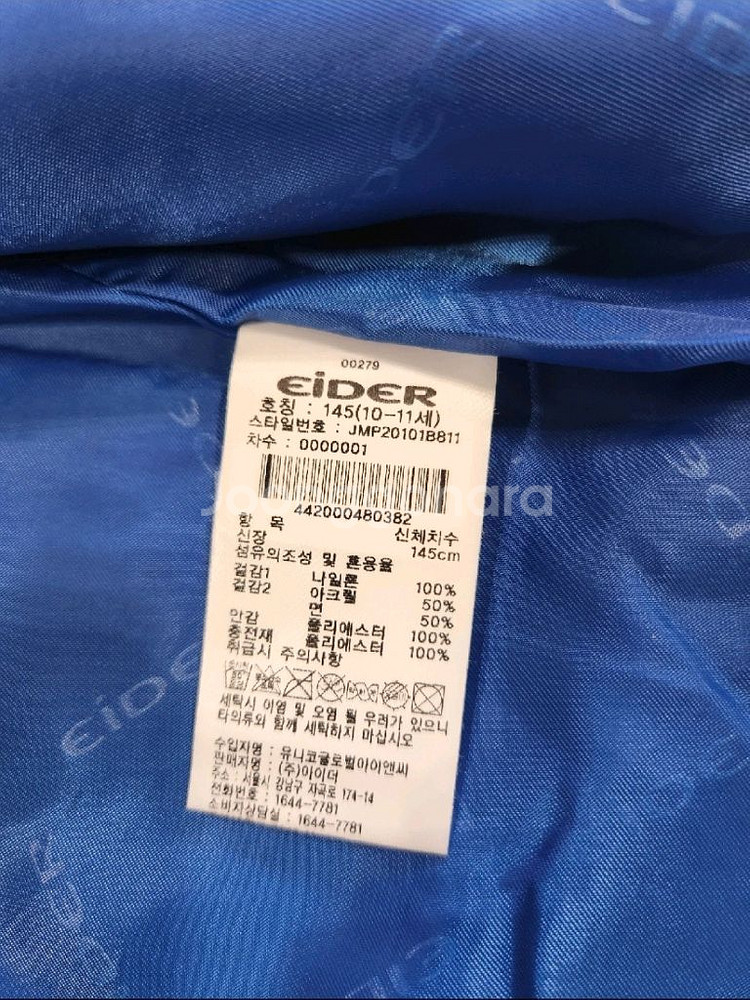 00279
EiDER
호칭 : 145(10-11세)
스타일번호 : JMP20101B811
차수 : 0000001
Joongonara
442000480382
항 목 신체치수
신장 145cm
섬유의조성 및 혼용율
겉감1 나일론 100%
겉감2 아크릴 50%
면 50%
안감 폴리에스터 100%
충전재 폴리에스터 100%
취급시 주의사항
세탁시 이염 및 오염 될 우려가 있으니
타의류와 함께 세탁하지 마십시오
수입자명 : 유니코글로벌아이앤씨
판매자명 : (주)아이더
주소 : 서울시 강남구 자곡로 174-14
전화번호 : 1644-7781
소비자상담실 : 1644-7781
EiDER